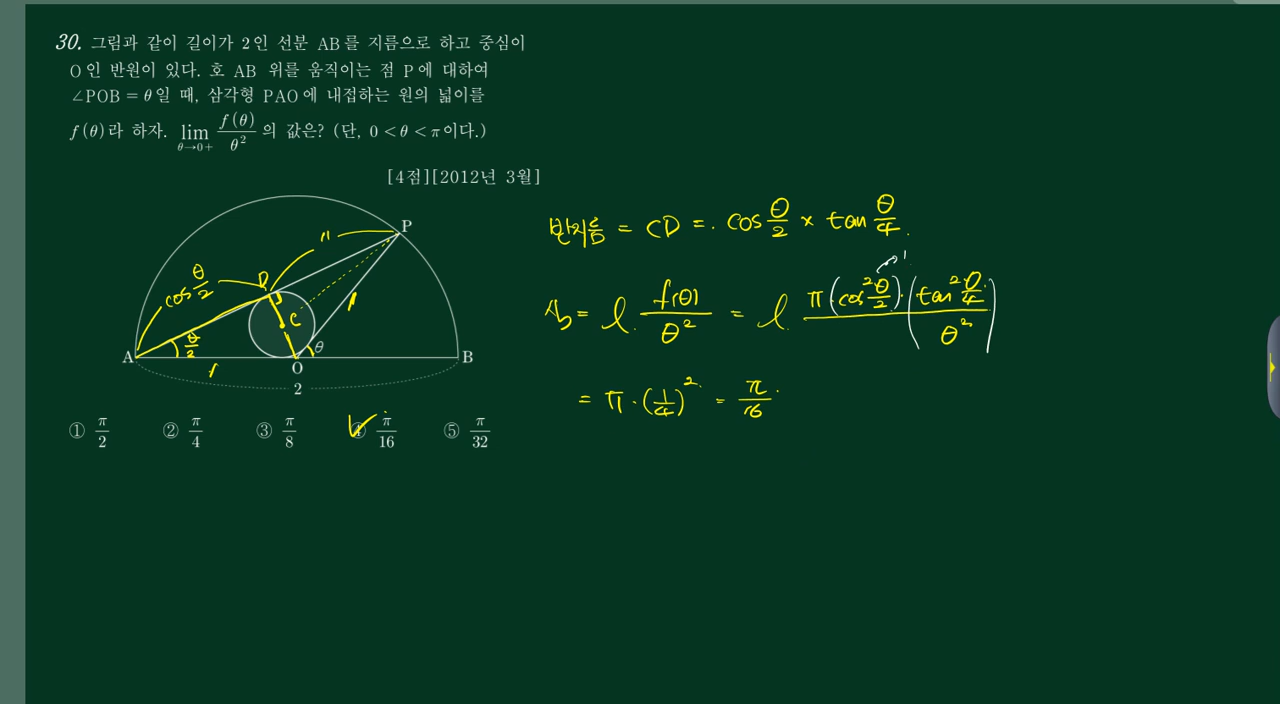 30. 그림과 같이 길이가 2인 선분 AB를 지름으로 하고 중심이
O인 반원이 있다. 호 AB 위를 움직이는 점 P에 대하여
∠POB = θ일 때, 삼각형 PAO에 내접하는 원의 넓이를
f(θ)라 하자. lim θ→0+ f(θ)/θ² 의 값은? (단, 0 < θ < π이다.)
[4점][2012년 3월]
P
〃
cos θ/2
D
C
1
θ/2
θ
A
O
B
1
2
① π/2 ② π/4 ③ π/8 ④ π/16 ⑤ π/32
반지름 = CD = cos θ/2 × tan θ/4
= l. f(θ)/θ² = l. π(cos² θ/2)·(tan² θ/4 / θ²)
1
= π·(1/4)² = π/16